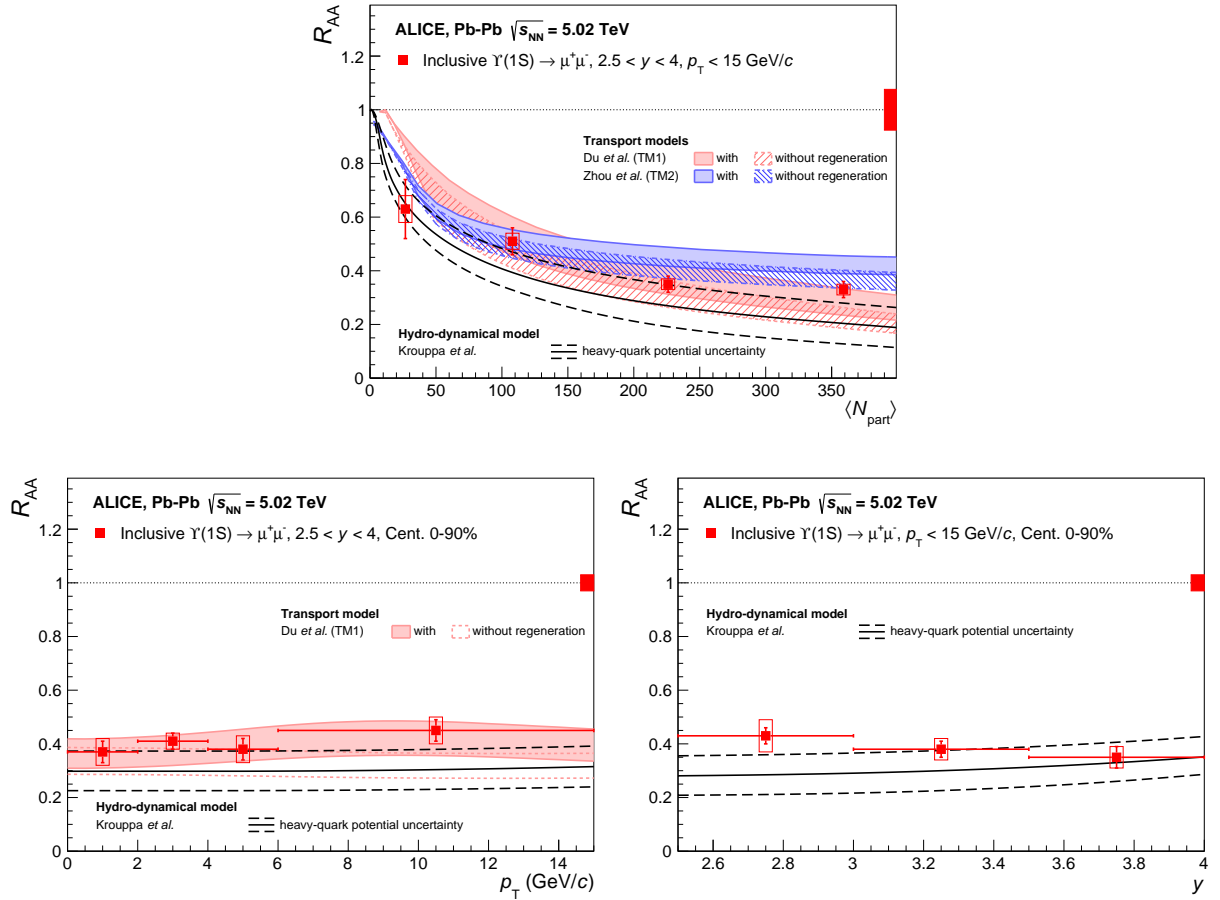 R_AA
ALICE, Pb-Pb √s_NN = 5.02 TeV
Inclusive ϒ(1S) → μ⁺μ⁻, 2.5 < y < 4, p_T < 15 GeV/c
1.2
1
0.8
0.6
0.4
0.2
0
Transport models
Du et al. (TM1) with without regeneration
Zhou et al. (TM2) with without regeneration
Hydro-dynamical model
Krouppa et al. heavy-quark potential uncertainty
0 50 100 150 200 250 300 350
⟨N_part⟩
R_AA
ALICE, Pb-Pb √s_NN = 5.02 TeV
Inclusive ϒ(1S) → μ⁺μ⁻, 2.5 < y < 4, Cent. 0-90%
1.2
1
0.8
0.6
0.4
0.2
0
Transport model
Du et al. (TM1) with without regeneration
Hydro-dynamical model
Krouppa et al. heavy-quark potential uncertainty
0 2 4 6 8 10 12 14
p_T (GeV/c)
R_AA
ALICE, Pb-Pb √s_NN = 5.02 TeV
Inclusive ϒ(1S) → μ⁺μ⁻, p_T < 15 GeV/c, Cent. 0-90%
1.2
1
0.8
0.6
0.4
0.2
0
Hydro-dynamical model
Krouppa et al. heavy-quark potential uncertainty
2.6 2.8 3 3.2 3.4 3.6 3.8 4
y